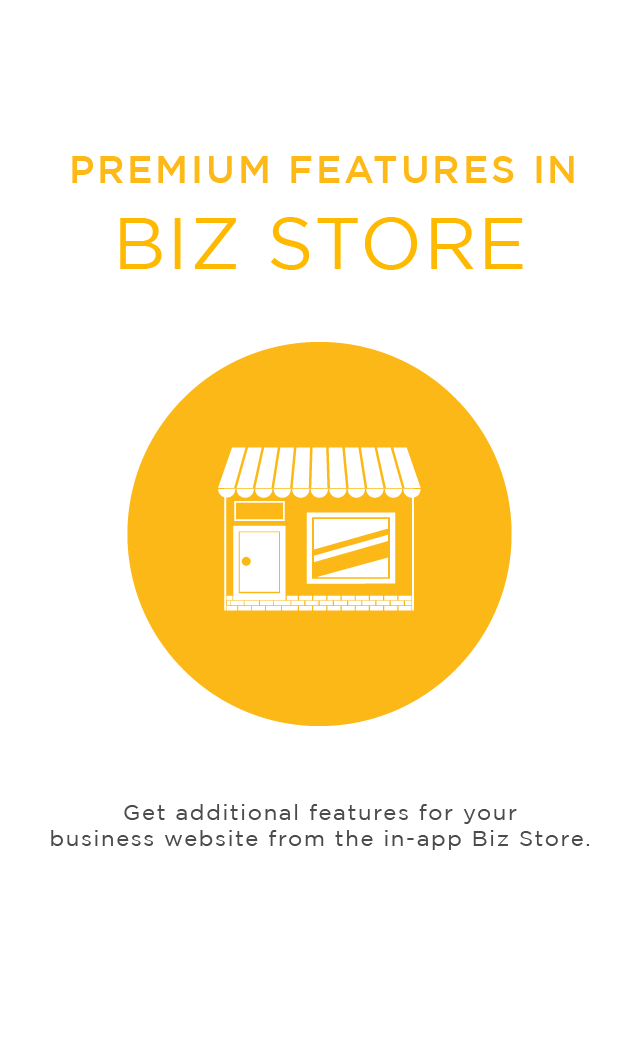 PREMIUM FEATURES IN
BIZ STORE
Get additional features for your
business website from the in-app Biz Store.